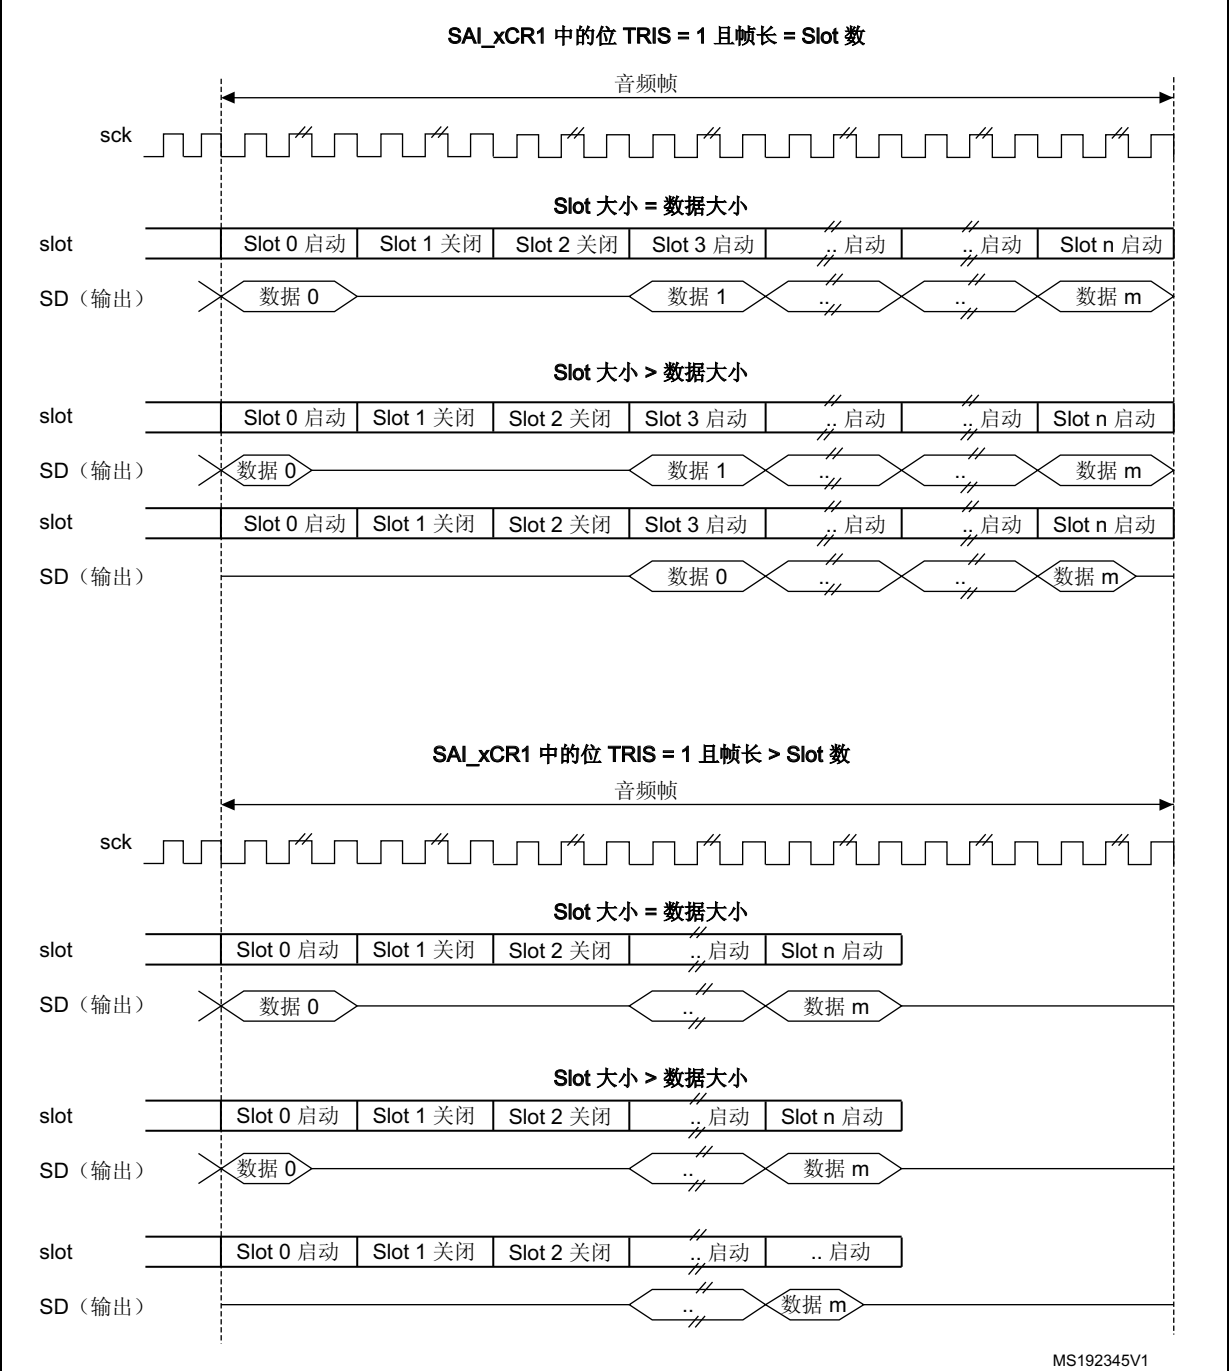 SAI_xCR1 中的位 TRIS = 1 且帧长 = Slot 数
音频帧
sck
Slot 大小 = 数据大小
slot Slot 0 启动 Slot 1 关闭 Slot 2 关闭 Slot 3 启动 .. 启动 .. 启动 Slot n 启动
SD（输出） 数据 0 数据 1 .. .. 数据 m
Slot 大小 > 数据大小
slot Slot 0 启动 Slot 1 关闭 Slot 2 关闭 Slot 3 启动 .. 启动 .. 启动 Slot n 启动
SD（输出） 数据 0 数据 1 .. .. 数据 m
slot Slot 0 启动 Slot 1 关闭 Slot 2 关闭 Slot 3 启动 .. 启动 .. 启动 Slot n 启动
SD（输出） 数据 0 .. .. 数据 m
SAI_xCR1 中的位 TRIS = 1 且帧长 > Slot 数
音频帧
sck
Slot 大小 = 数据大小
slot Slot 0 启动 Slot 1 关闭 Slot 2 关闭 .. 启动 Slot n 启动
SD（输出） 数据 0 .. 数据 m
Slot 大小 > 数据大小
slot Slot 0 启动 Slot 1 关闭 Slot 2 关闭 .. 启动 Slot n 启动
SD（输出） 数据 0 .. 数据 m
slot Slot 0 启动 Slot 1 关闭 Slot 2 关闭 .. 启动 .. 启动
SD（输出） .. 数据 m
MS192345V1